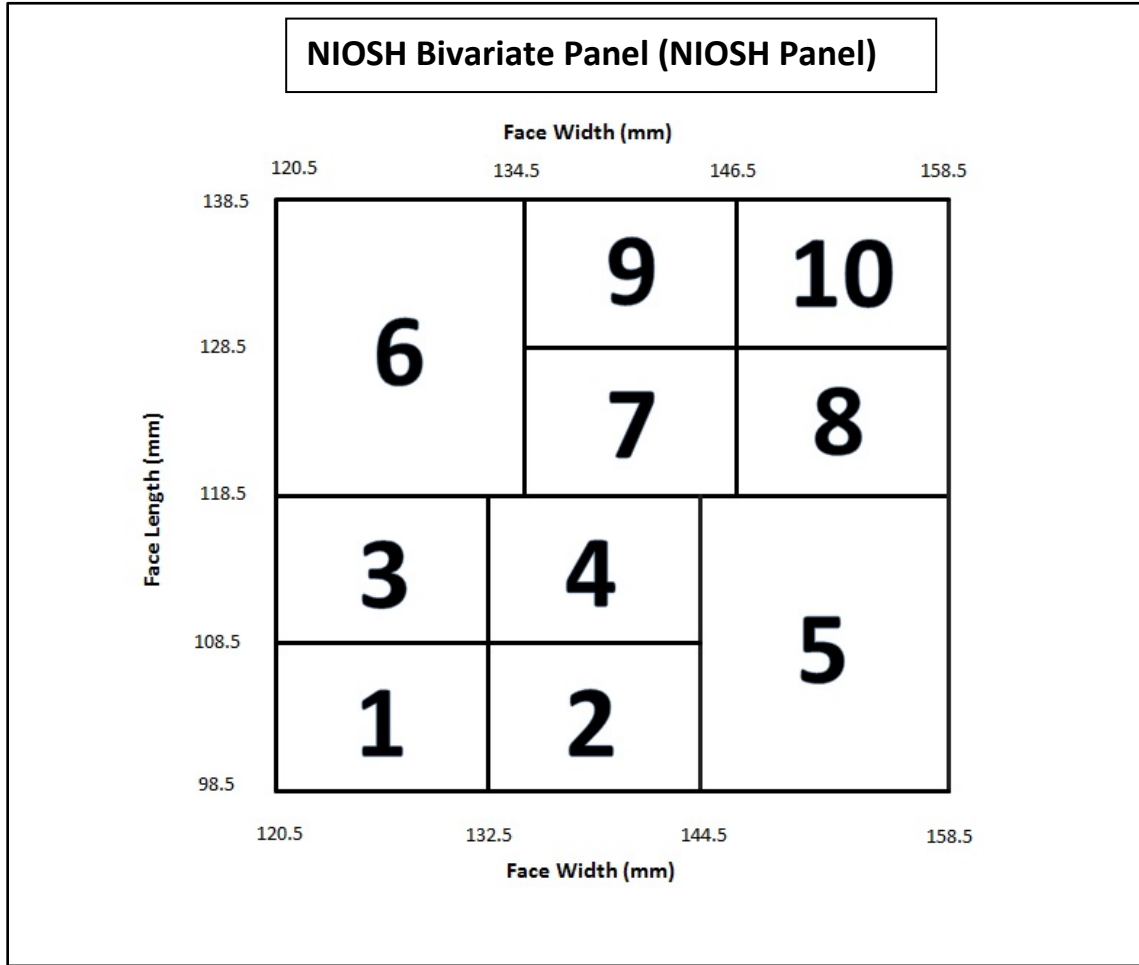 NIOSH Bivariate Panel (NIOSH Panel)
Face Width (mm)
120.5 134.5 146.5 158.5
138.5
9 10
6
128.5
7 8
Face Length (mm)
118.5
3 4
5
108.5
1 2
98.5
120.5 132.5 144.5 158.5
Face Width (mm)